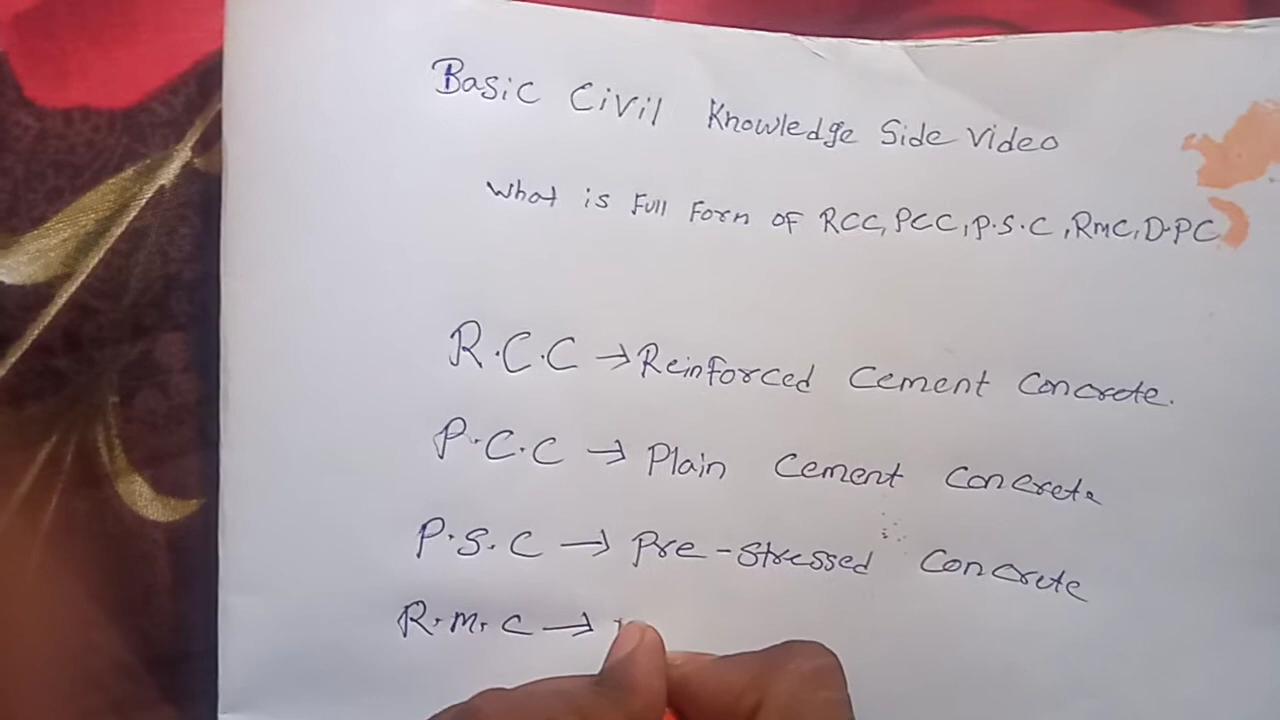 Basic Civil Knowledge Side Video
What is Full Form OF RCC, PCC, P.S.C, RMC, D.PC
R.C.C → Reinforced Cement Concrete.
P.C.C → Plain Cement Concrete
P.S.C → Pre-Stressed Concrete
R.M.C →